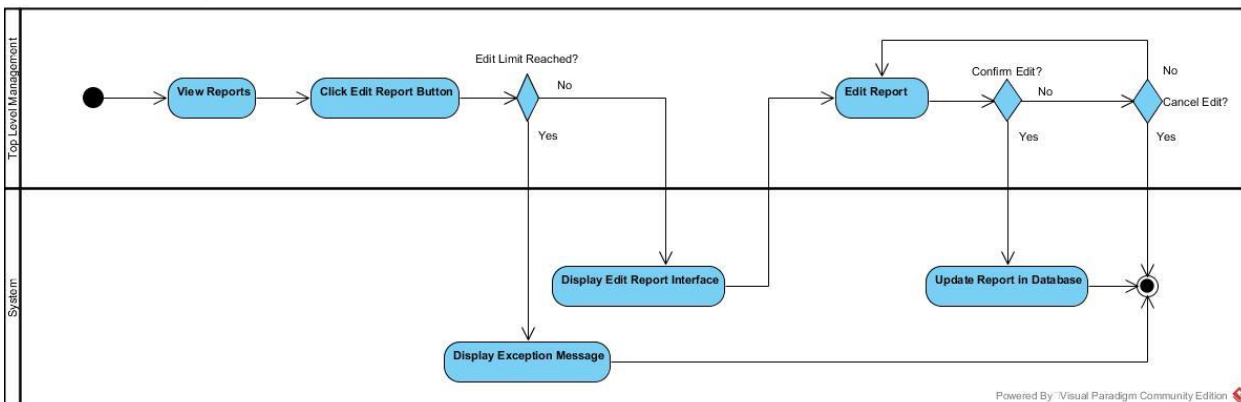 Top Level Management
View Reports
Click Edit Report Button
Edit Limit Reached?
No
Yes
Edit Report
Confirm Edit?
No
Yes
No
Cancel Edit?
Yes
System
Display Edit Report Interface
Update Report in Database
Display Exception Message
Powered By Visual Paradigm Community Edition